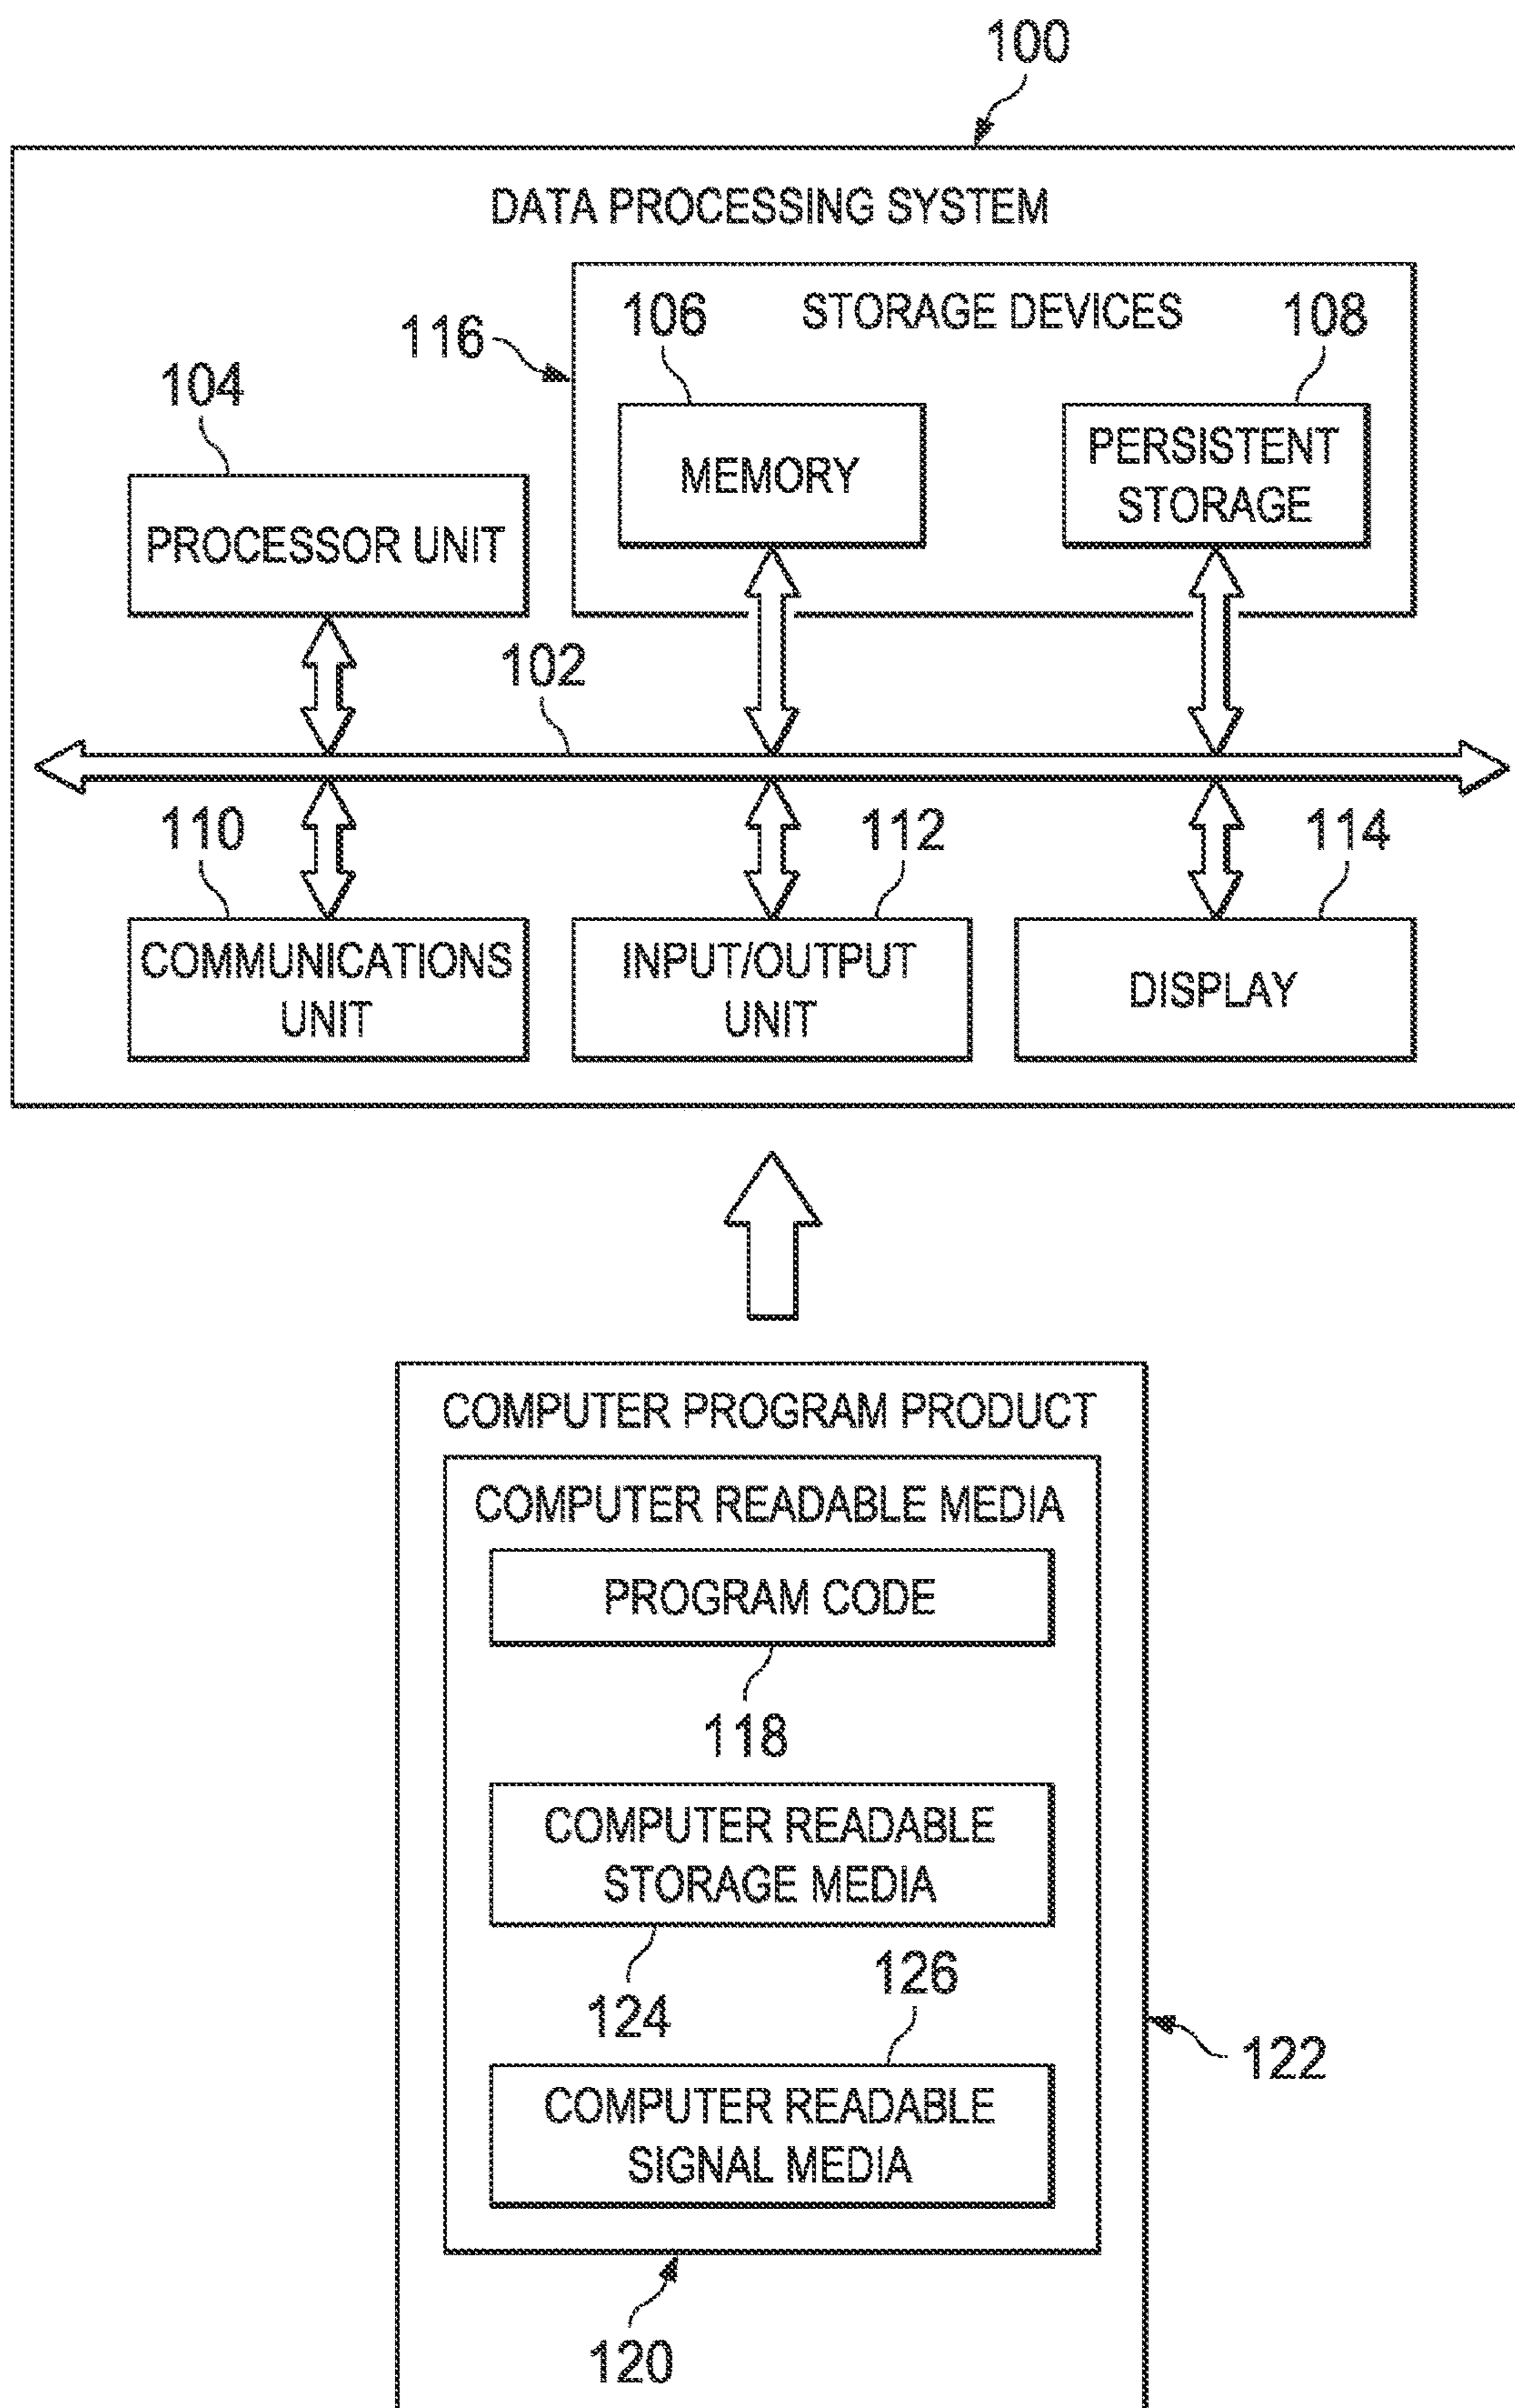 100
DATA PROCESSING SYSTEM
STORAGE DEVICES
116
106
108
104
MEMORY
PERSISTENT
STORAGE
PROCESSOR UNIT
102
110
112
114
COMMUNICATIONS
UNIT
INPUT/OUTPUT
UNIT
DISPLAY
COMPUTER PROGRAM PRODUCT
COMPUTER READABLE MEDIA
PROGRAM CODE
118
COMPUTER READABLE
STORAGE MEDIA
124
126
122
COMPUTER READABLE
SIGNAL MEDIA
120